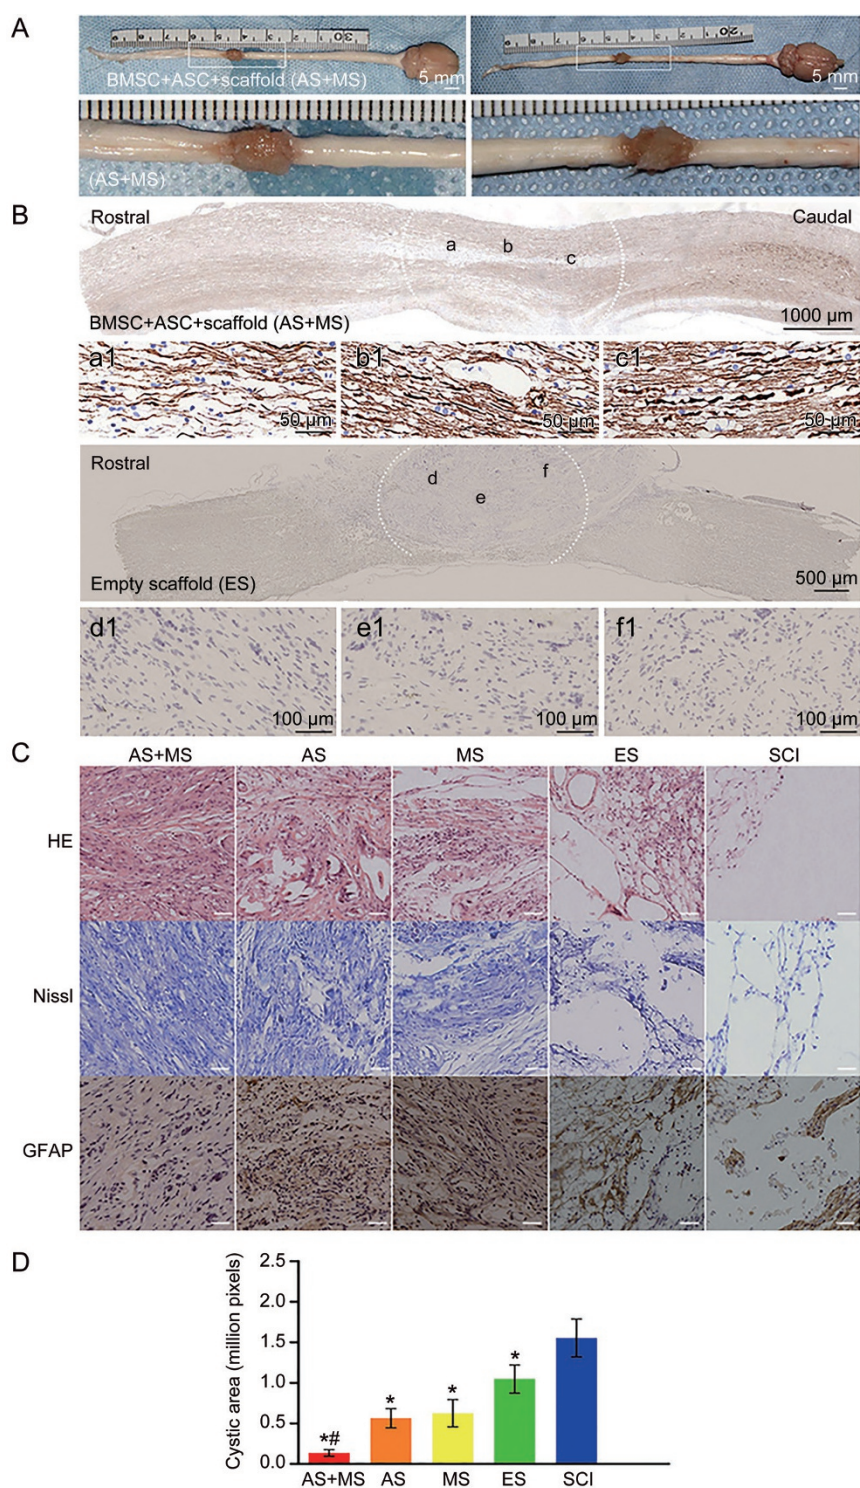 A
BMSC+ASC+scaffold (AS+MS)
5 mm
5 mm
(AS+MS)
B
Rostral
Caudal
a
b
c
BMSC+ASC+scaffold (AS+MS)
1000 μm
a1
b1
c1
50 μm
50 μm
50 μm
Rostral
d
e
f
Empty scaffold (ES)
500 μm
d1
e1
f1
100 μm
100 μm
100 μm
C
AS+MS
AS
MS
ES
SCI
HE
Nissl
GFAP
D
Cystic area (million pixels)
2.5
2.0
1.5
1.0
0.5
0.0
*#
*
*
*
AS+MS
AS
MS
ES
SCI